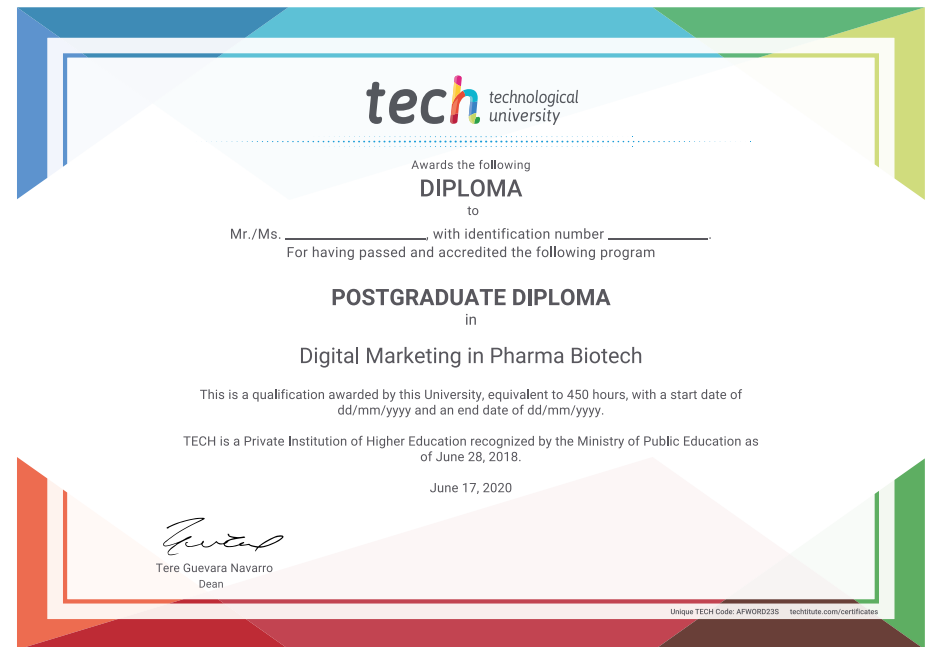 tech technological
university
Awards the following
DIPLOMA
to
Mr./Ms. ____________________, with identification number ______________.
For having passed and accredited the following program
POSTGRADUATE DIPLOMA
in
Digital Marketing in Pharma Biotech
This is a qualification awarded by this University, equivalent to 450 hours, with a start date of
dd/mm/yyyy and an end date of dd/mm/yyyy.
TECH is a Private Institution of Higher Education recognized by the Ministry of Public Education as
of June 28, 2018.
June 17, 2020
Tere Guevara Navarro
Dean
Unique TECH Code: AFWORD23S techtitute.com/certificates